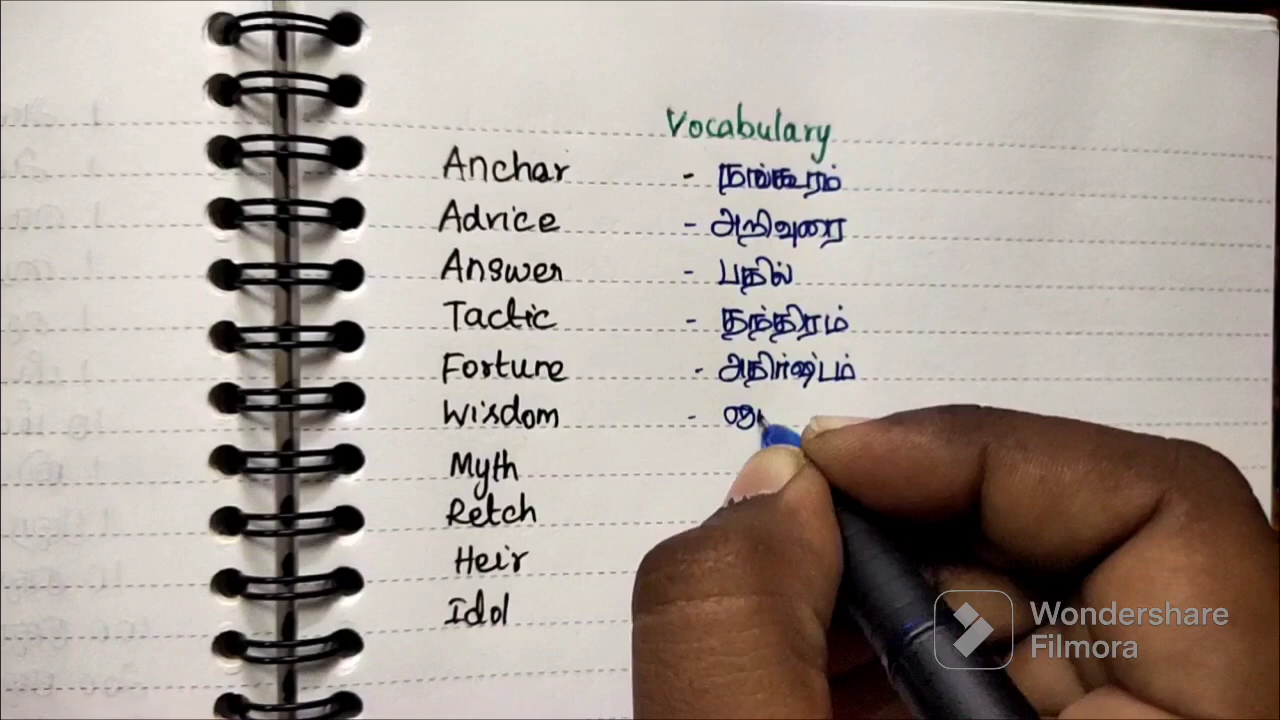 Vocabulary
Anchar - நங்கூரம்
Advice - அறிவுரை
Answer - பதில்
Tactic - தந்திரம்
Fortune - அதிர்ஷ்டம்
Wisdom -
Myth
Retch
Heir
Idol
Wondershare
Filmora